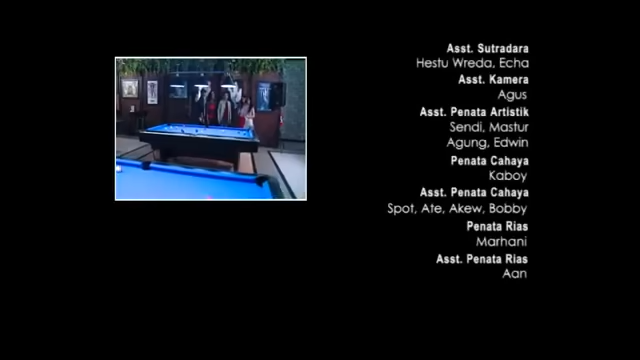 Asst. Sutradara
Hestu Wreda, Echa
Asst. Kamera
Agus
Asst. Penata Artistik
Sendi, Mastur
Agung, Edwin
Penata Cahaya
Kaboy
Asst. Penata Cahaya
Spot, Ate, Akew, Bobby
Penata Rias
Marhani
Asst. Penata Rias
Aan